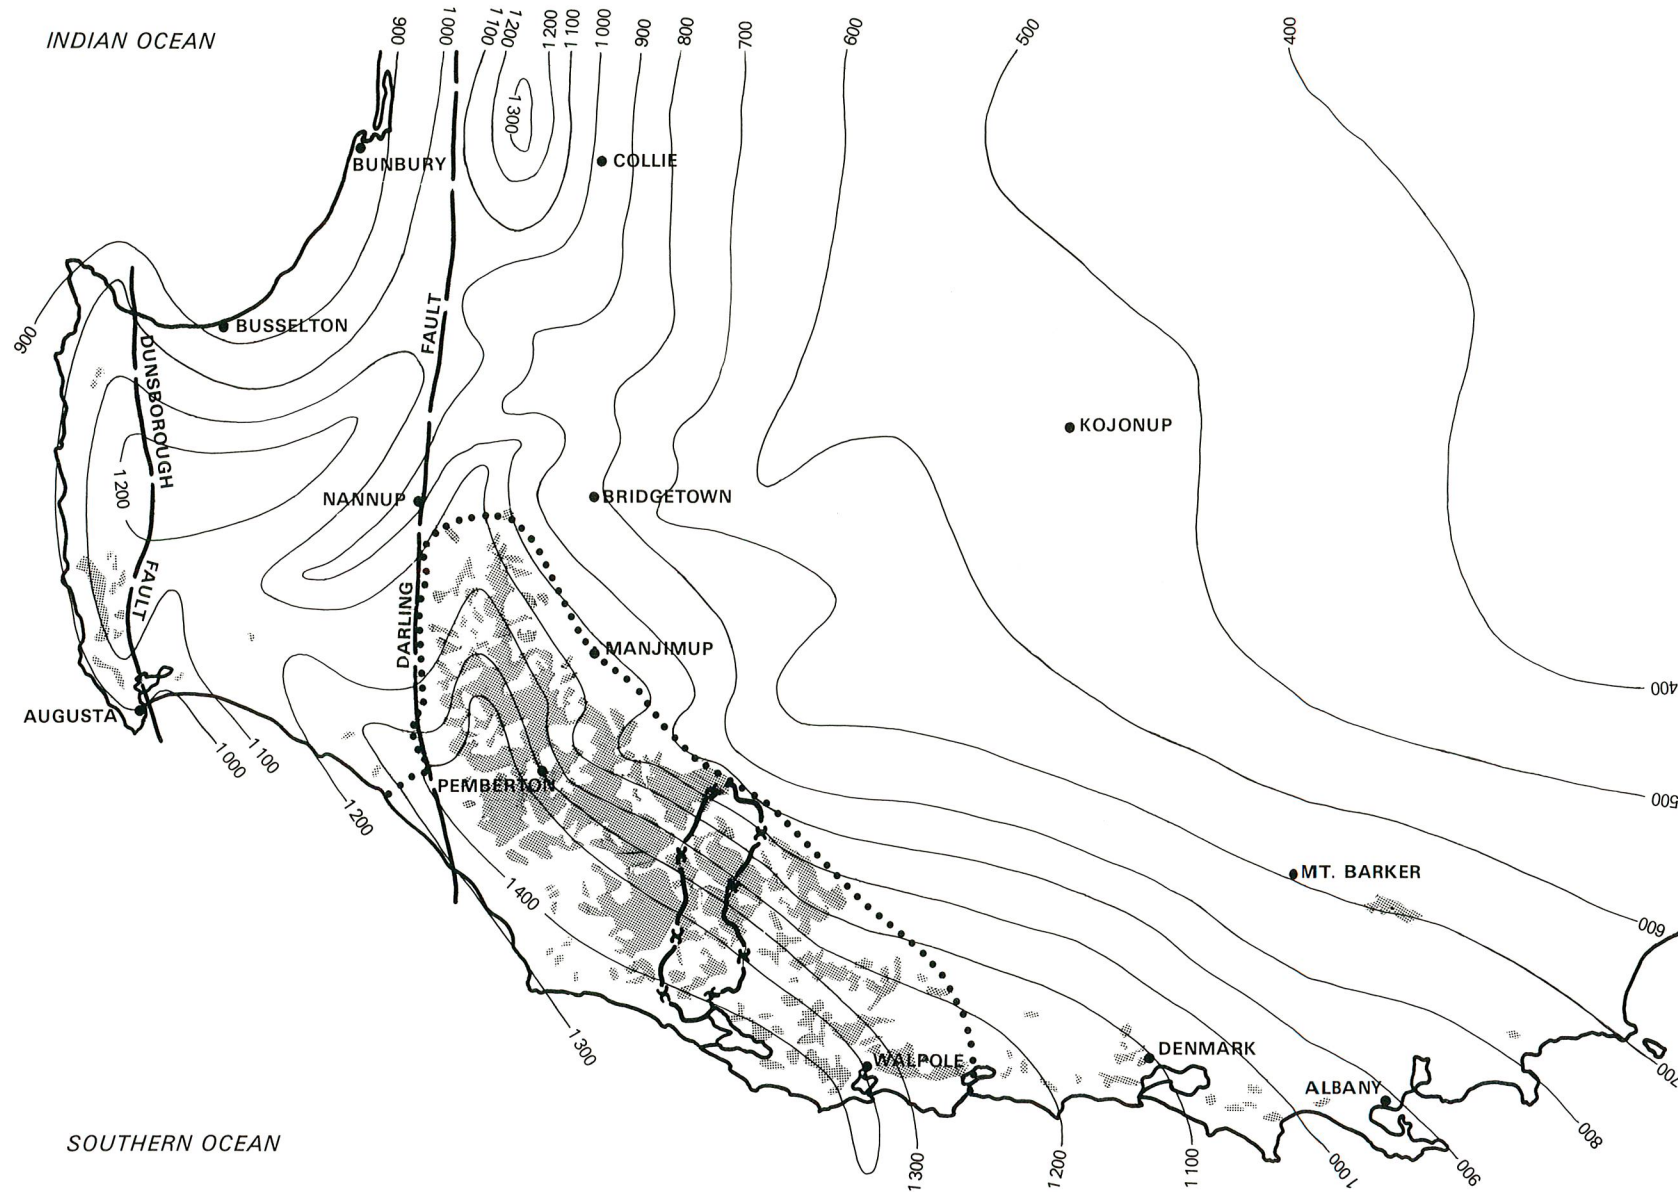 INDIAN OCEAN
900
1000
1100
1200
1200
1100
1000
900
800
700
600
500
400
1300
BUNBURY
COLLIE
900
BUSSELTON
FAULT
DUNSBOROUGH
KOJONUP
1200
NANNUP
BRIDGETOWN
FAULT
DARLING
MANJIMUP
400
AUGUSTA
1000
1100
PEMBERTON
500
1200
MT. BARKER
1400
600
1300
WALPOLE
DENMARK
ALBANY
700
SOUTHERN OCEAN
1300
1200
1100
1000
900
800